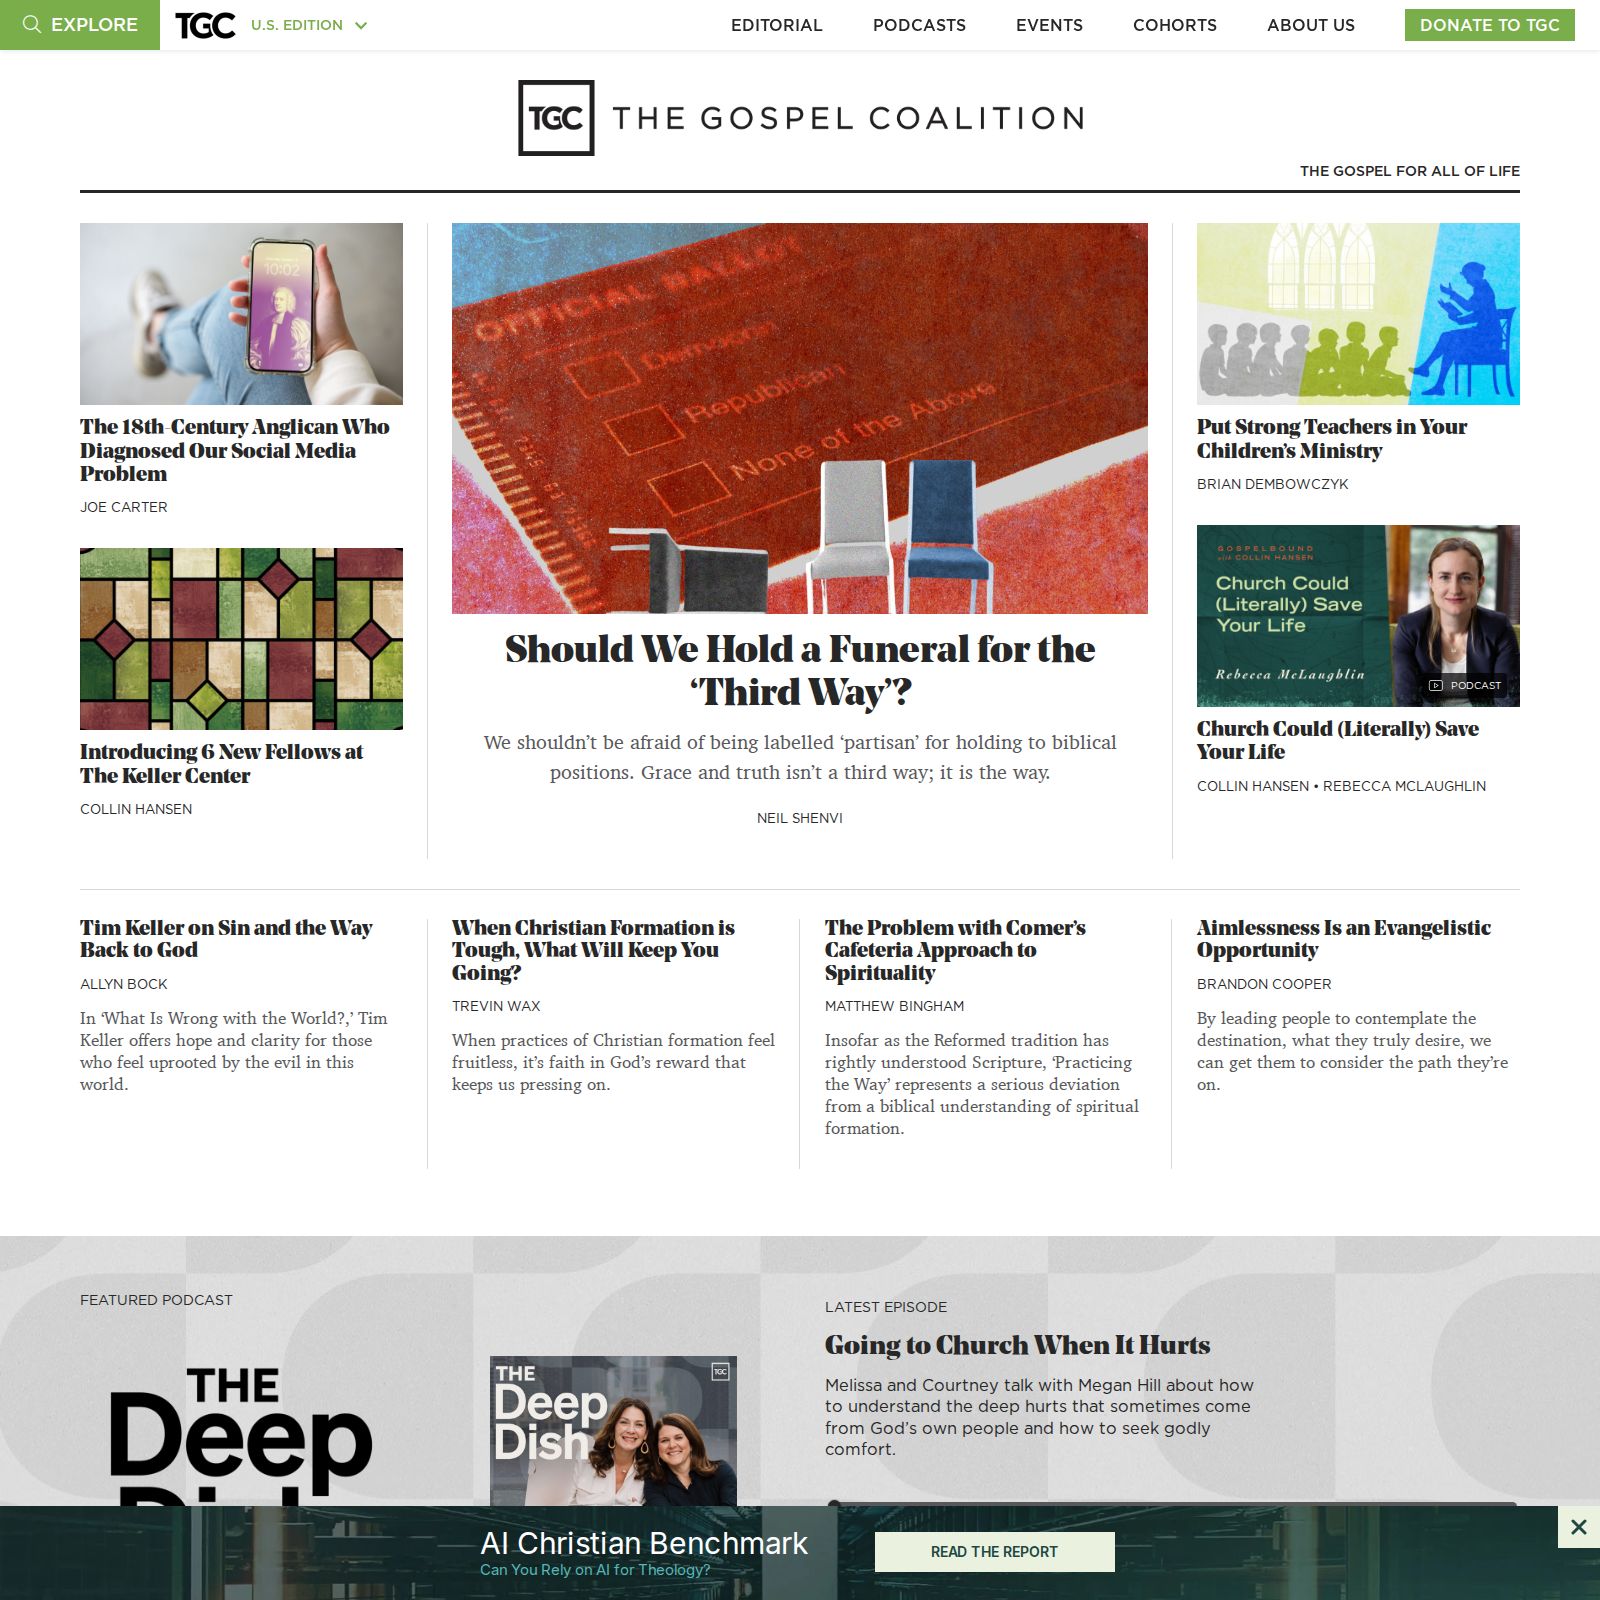 EXPLORE
TGC
U.S. EDITION
EDITORIAL
PODCASTS
EVENTS
COHORTS
ABOUT US
DONATE TO TGC
TGC THE GOSPEL COALITION
THE GOSPEL FOR ALL OF LIFE
10:02
The 18th-Century Anglican Who
Diagnosed Our Social Media
Problem
JOE CARTER
Introducing 6 New Fellows at
The Keller Center
COLLIN HANSEN
OFFICIAL BALLOT
Democrat
Republican
None of the Above
Should We Hold a Funeral for the
‘Third Way’?
We shouldn’t be afraid of being labelled ‘partisan’ for holding to biblical
positions. Grace and truth isn’t a third way; it is the way.
NEIL SHENVI
Put Strong Teachers in Your
Children’s Ministry
BRIAN DEMBOWCZYK
GOSPELBOUND
with COLLIN HANSEN
Church Could
(Literally) Save
Your Life
Rebecca McLaughlin
PODCAST
Church Could (Literally) Save
Your Life
COLLIN HANSEN • REBECCA MCLAUGHLIN
Tim Keller on Sin and the Way
Back to God
ALLYN BOCK
In ‘What Is Wrong with the World?,’ Tim
Keller offers hope and clarity for those
who feel uprooted by the evil in this
world.
When Christian Formation is
Tough, What Will Keep You
Going?
TREVIN WAX
When practices of Christian formation feel
fruitless, it’s faith in God’s reward that
keeps us pressing on.
The Problem with Comer’s
Cafeteria Approach to
Spirituality
MATTHEW BINGHAM
Insofar as the Reformed tradition has
rightly understood Scripture, ‘Practicing
the Way’ represents a serious deviation
from a biblical understanding of spiritual
formation.
Aimlessness Is an Evangelistic
Opportunity
BRANDON COOPER
By leading people to contemplate the
destination, what they truly desire, we
can get them to consider the path they’re
on.
FEATURED PODCAST
THE
Deep
Dish
THE
Deep
Dish
TGC
LATEST EPISODE
Going to Church When It Hurts
Melissa and Courtney talk with Megan Hill about how
to understand the deep hurts that sometimes come
from God’s own people and how to seek godly
comfort.
AI Christian Benchmark
Can You Rely on AI for Theology?
READ THE REPORT